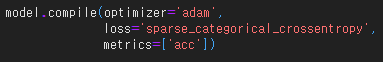 model.compile(optimizer='adam',
              loss='sparse_categorical_crossentropy',
              metrics=['acc'])